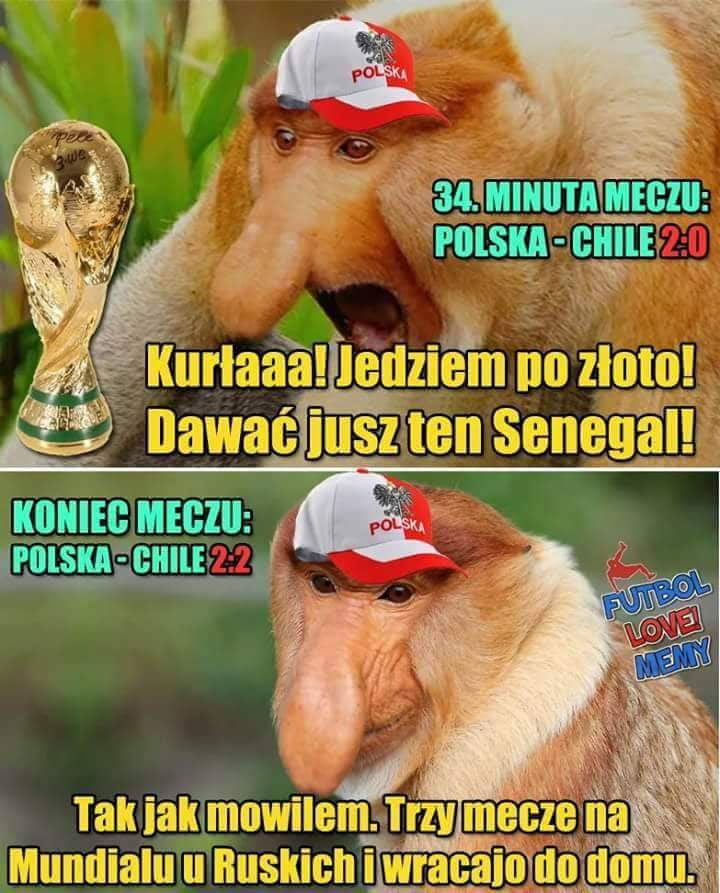 POLSKA
Pele
34. MINUTA MECZU:
POLSKA - CHILE 2:0
Kurłaaa! Jedziem po złoto!
Dawać jusz ten Senegal!
KONIEC MECZU:
POLSKA - CHILE 2:2
POLSKA
FUTBOL
LOVE!
MEMY
Tak jak mowilem. Trzy mecze na
Mundialu u Ruskich i wracajo do domu.